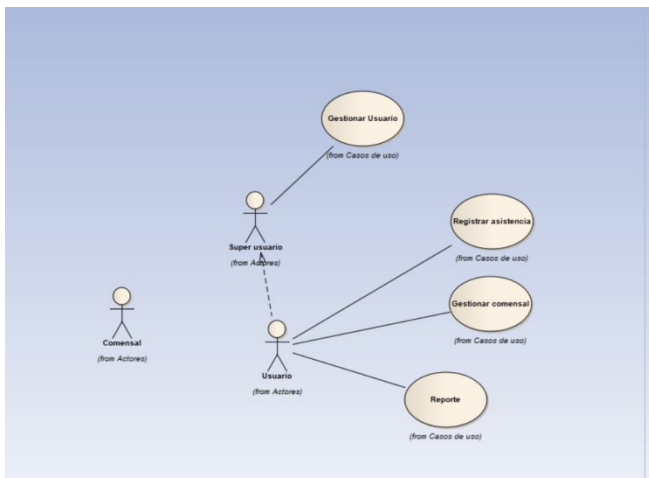 Gestionar Usuario
(from Casos de uso)
Registrar asistencia
(from Casos de uso)
Super usuario
(from Actores)
Gestionar comensal
(from Casos de uso)
Comensal
(from Actores)
Usuario
(from Actores)
Reporte
(from Casos de uso)